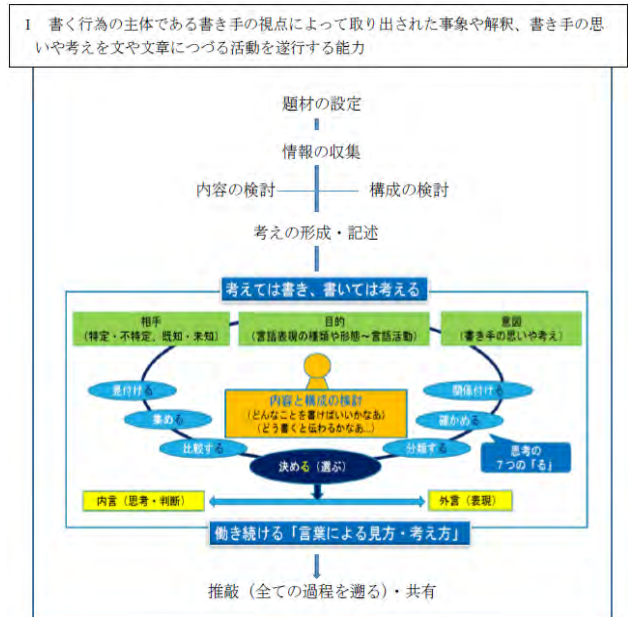 I　書く行為の主体である書き手の視点によって取り出された事象や解釈、書き手の思
いや考えを文や文章につづる活動を遂行する能力
題材の設定
情報の収集
内容の検討
構成の検討
考えの形成・記述
考えては書き、書いては考える
相手
（特定・不特定，既知・未知）
目的
（言語表現の種類や形態～言語活動）
意図
（書き手の思いや考え）
見付ける
関係付ける
内容と構成の検討
（どんなことを書けばいいかなあ）
（どう書くと伝わるかなあ…）
集める
確かめる
比較する
分類する
思考の
７つの「る」
決める（選ぶ）
内言（思考・判断）
外言（表現）
働き続ける「言葉による見方・考え方」
推敲（全ての過程を遡る）・共有